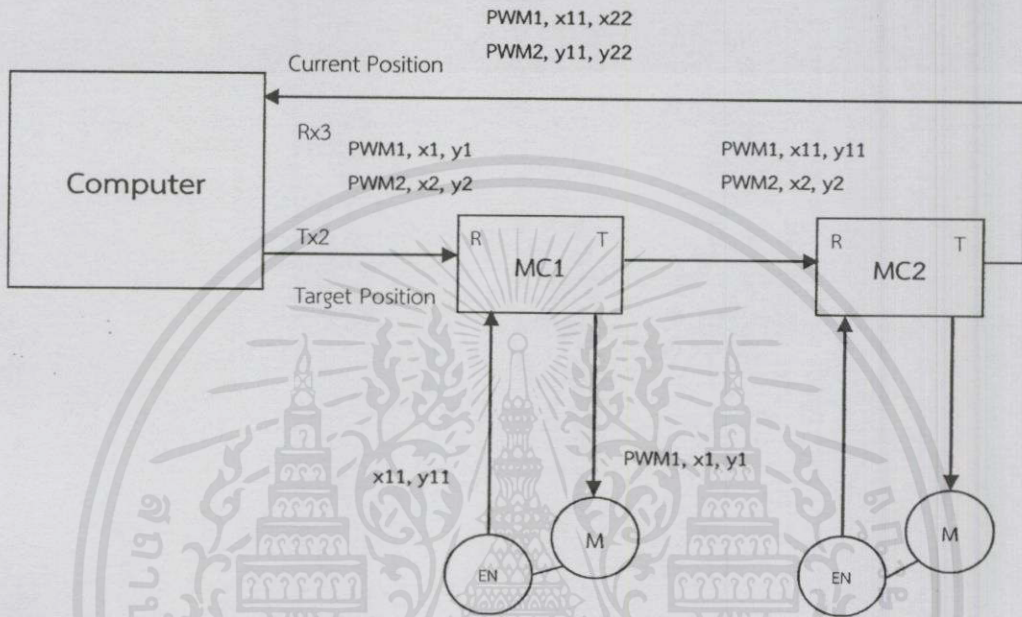 PWM1, x11, x22
PWM2, y11, y22
Current Position
Rx3
PWM1, x1, y1
PWM2, x2, y2
PWM1, x11, y11
PWM2, x2, y2
Computer
Tx2
R
T
MC1
R
T
MC2
Target Position
x11, y11
PWM1, x1, y1
M
EN
M
EN